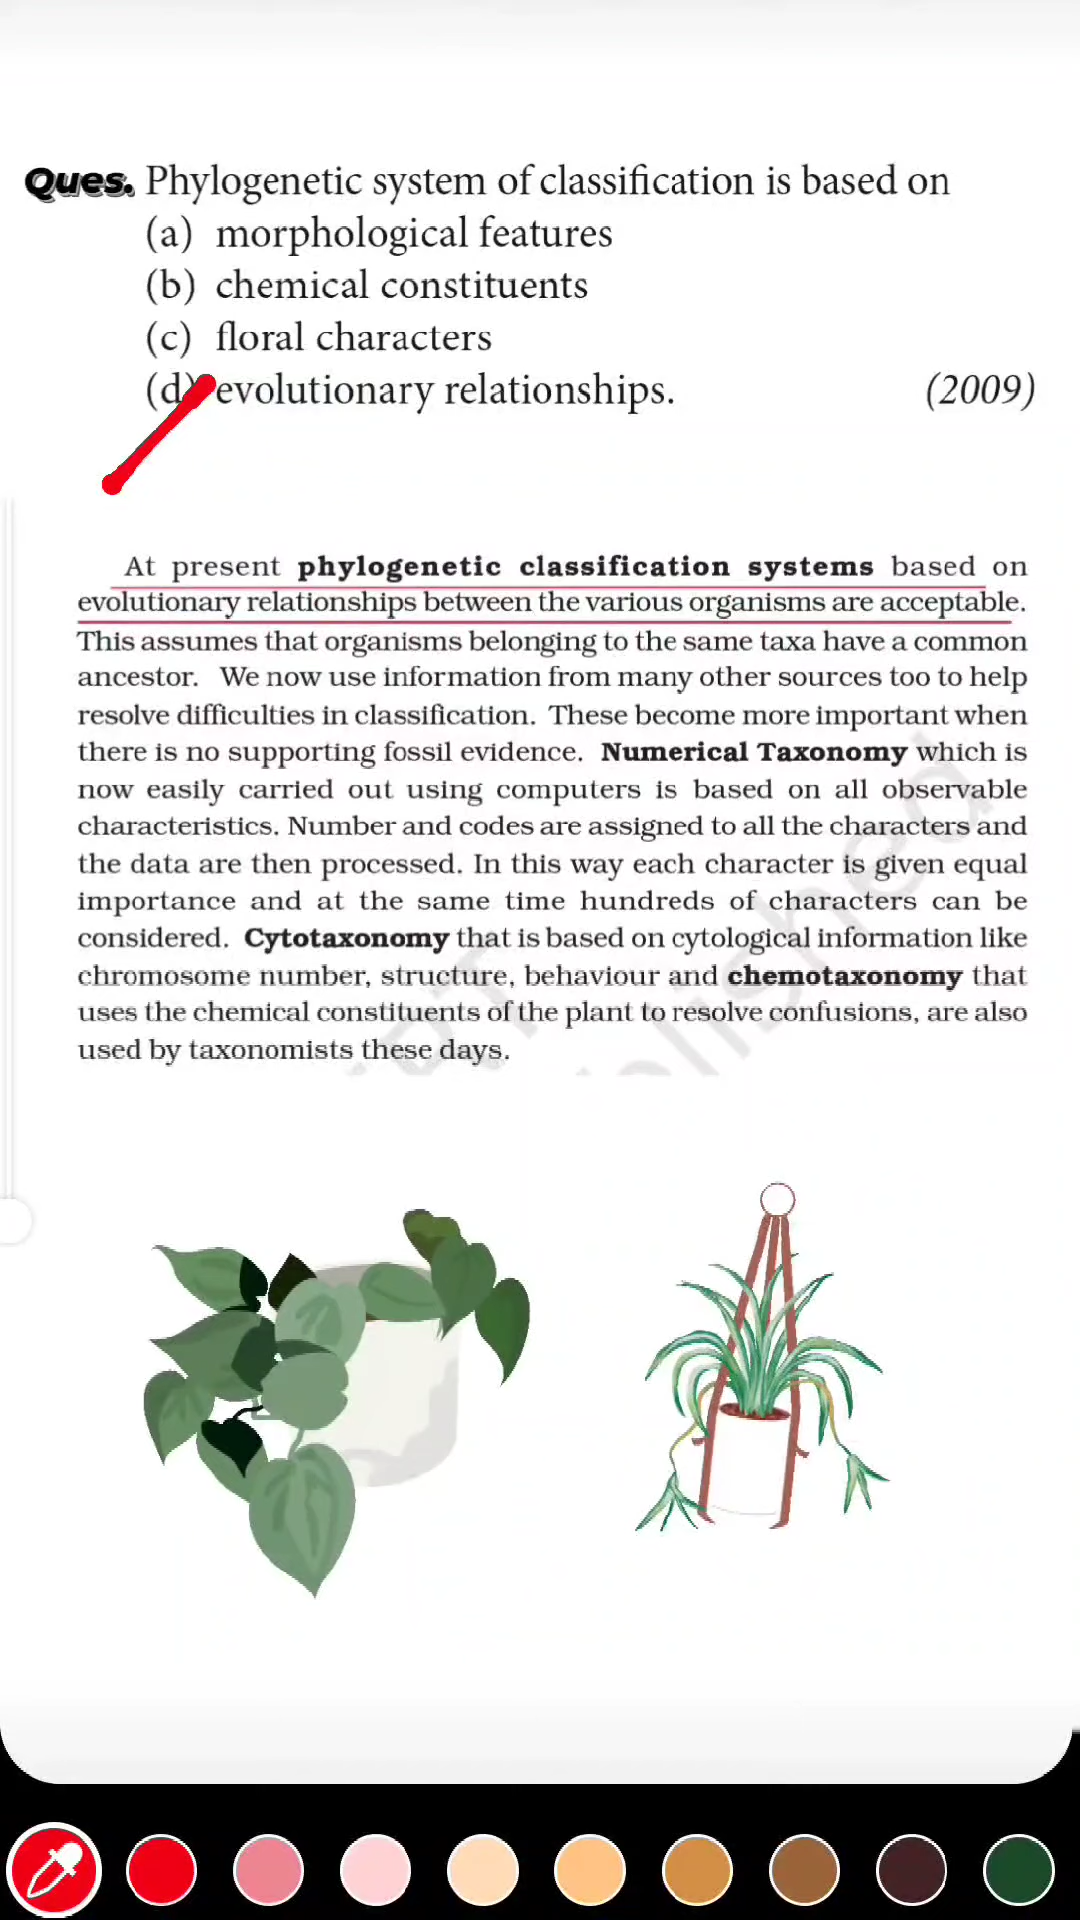 Ques. Phylogenetic system of classification is based on
(a) morphological features
(b) chemical constituents
(c) floral characters
(d) evolutionary relationships. (2009)
At present phylogenetic classification systems based on
evolutionary relationships between the various organisms are acceptable.
This assumes that organisms belonging to the same taxa have a common
ancestor. We now use information from many other sources too to help
resolve difficulties in classification. These become more important when
there is no supporting fossil evidence. Numerical Taxonomy which is
now easily carried out using computers is based on all observable
characteristics. Number and codes are assigned to all the characters and
the data are then processed. In this way each character is given equal
importance and at the same time hundreds of characters can be
considered. Cytotaxonomy that is based on cytological information like
chromosome number, structure, behaviour and chemotaxonomy that
uses the chemical constituents of the plant to resolve confusions, are also
used by taxonomists these days.